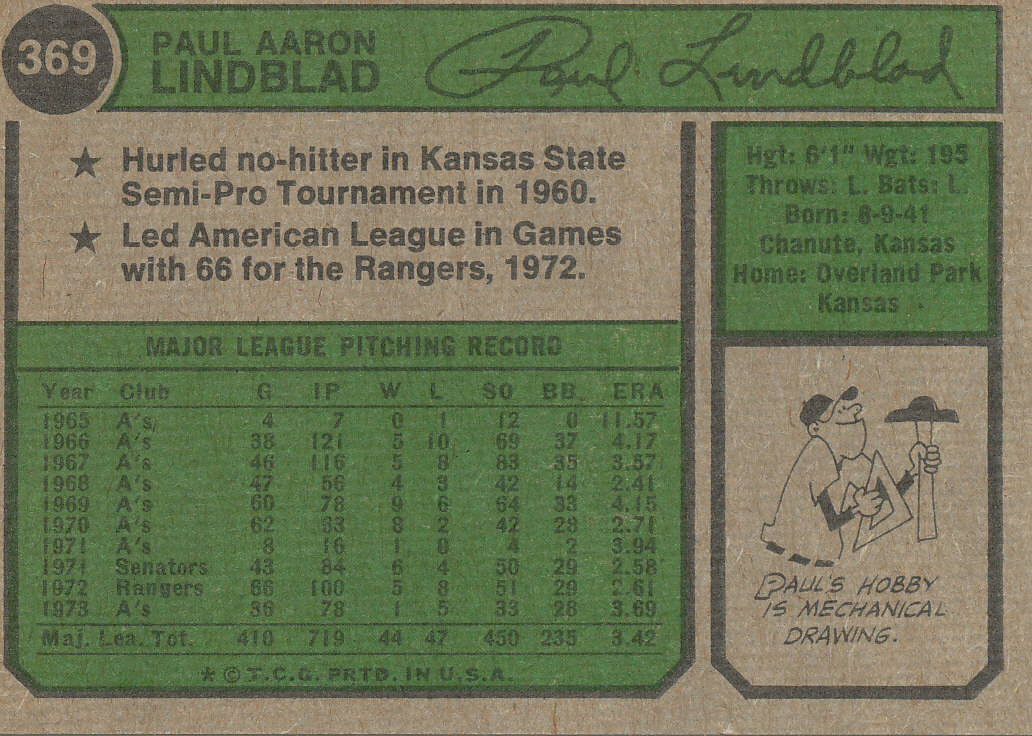 369
PAUL AARON
LINDBLAD
Paul Lindblad
★ Hurled no-hitter in Kansas State
Semi-Pro Tournament in 1960.
★ Led American League in Games
with 66 for the Rangers, 1972.
Hgt: 6'1" Wgt: 195
Throws: L. Bats: L.
Born: 8-9-41
Chanute, Kansas
Home: Overland Park
Kansas
MAJOR LEAGUE PITCHING RECORD
Year Club G IP W L SO BB ERA
1965 A's 4 7 0 1 12 0 11.57
1966 A's 38 121 5 10 69 37 4.17
1967 A's 46 116 5 8 83 35 3.57
1968 A's 47 56 4 3 42 14 2.41
1969 A's 60 78 9 6 64 33 4.15
1970 A's 62 63 8 2 42 28 2.71
1971 A's 8 16 1 0 4 2 3.94
1971 Senators 43 84 6 4 50 29 2.58
1972 Rangers 66 100 5 8 51 29 2.61
1973 A's 36 78 1 5 33 28 3.69
Maj. Lea. Tot. 410 719 44 47 450 235 3.42
* © T.C.G. PRTD. IN U.S.A.
PAUL'S HOBBY
IS MECHANICAL
DRAWING.